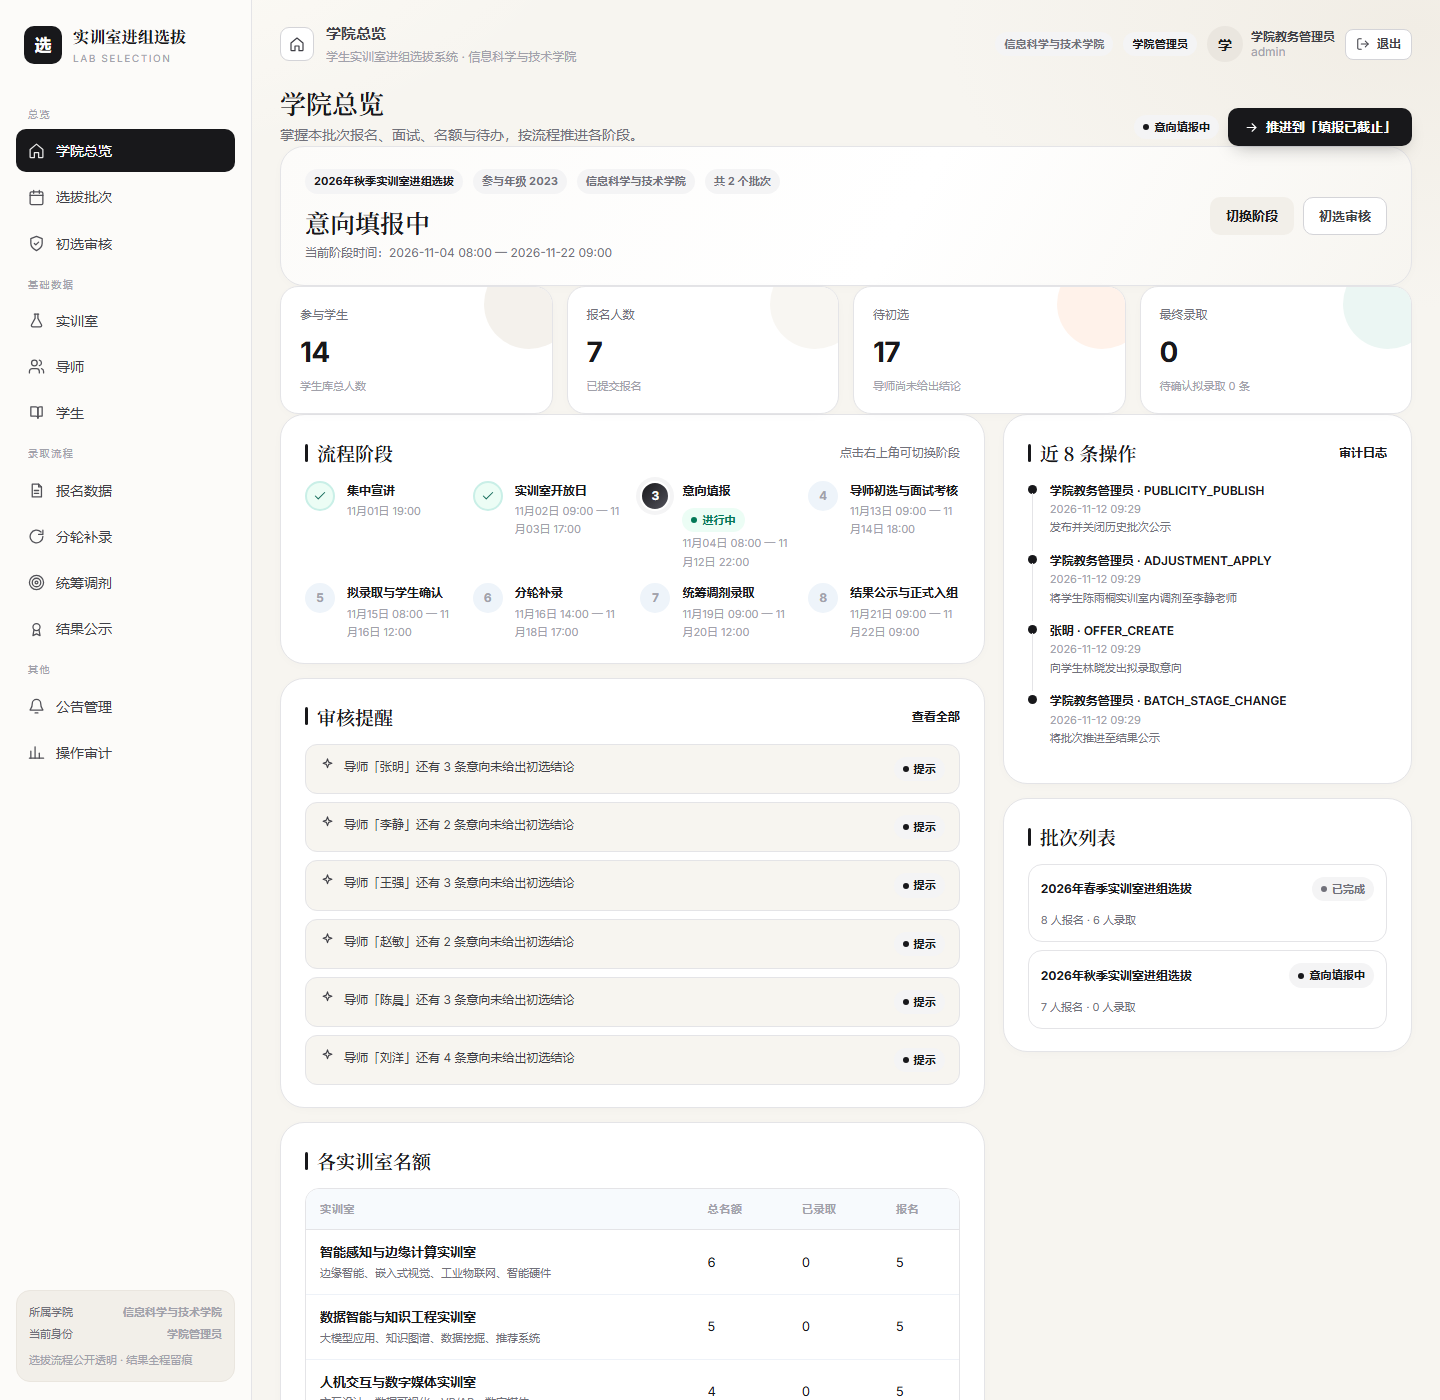 选
实训室进组选拔
LAB SELECTION
总览
学院总览
选拔批次
初选审核
基础数据
实训室
导师
学生
录取流程
报名数据
分轮补录
统筹调剂
结果公示
其他
公告管理
操作审计
所属学院 信息科学与技术学院
当前身份 学院管理员
选拔流程公开透明 · 结果全程留痕
学院总览
学生实训室进组选拔系统 · 信息科学与技术学院
信息科学与技术学院
学院管理员
学
学院教务管理员
admin
退出
学院总览
掌握本批次报名、面试、名额与待办，按流程推进各阶段。
意向填报中
推进到「填报已截止」
2026年秋季实训室进组选拔 参与年级 2023 信息科学与技术学院 共 2 个批次
意向填报中
当前阶段时间：2026-11-04 08:00 — 2026-11-22 09:00
切换阶段
初选审核
参与学生
14
学生库总人数
报名人数
7
已提交报名
待初选
17
导师尚未给出结论
最终录取
0
待确认拟录取 0 条
流程阶段
点击右上角可切换阶段
集中宣讲
11月01日 19:00
实训室开放日
11月02日 09:00 — 11
月03日 17:00
3
意向填报
进行中
11月04日 08:00 — 11
月12日 22:00
4
导师初选与面试考核
11月13日 09:00 — 11
月14日 18:00
5
拟录取与学生确认
11月15日 08:00 — 11
月16日 12:00
6
分轮补录
11月16日 14:00 — 11
月18日 17:00
7
统筹调剂录取
11月19日 09:00 — 11
月20日 12:00
8
结果公示与正式入组
11月21日 09:00 — 11
月22日 09:00
审核提醒
查看全部
导师「张明」还有 3 条意向未给出初选结论 提示
导师「李静」还有 2 条意向未给出初选结论 提示
导师「王强」还有 3 条意向未给出初选结论 提示
导师「赵敏」还有 2 条意向未给出初选结论 提示
导师「陈晨」还有 3 条意向未给出初选结论 提示
导师「刘洋」还有 4 条意向未给出初选结论 提示
各实训室名额
实训室 总名额 已录取 报名
智能感知与边缘计算实训室
边缘智能、嵌入式视觉、工业物联网、智能硬件
6 0 5
数据智能与知识工程实训室
大模型应用、知识图谱、数据挖掘、推荐系统
5 0 5
人机交互与数字媒体实训室
4 0 5
近 8 条操作
审计日志
学院教务管理员 · PUBLICITY_PUBLISH
2026-11-12 09:29
发布并关闭历史批次公示
学院教务管理员 · ADJUSTMENT_APPLY
2026-11-12 09:29
将学生陈雨桐实训室内调剂至李静老师
张明 · OFFER_CREATE
2026-11-12 09:29
向学生林晓发出拟录取意向
学院教务管理员 · BATCH_STAGE_CHANGE
2026-11-12 09:29
将批次推进至结果公示
批次列表
2026年春季实训室进组选拔 已完成
8 人报名 · 6 人录取
2026年秋季实训室进组选拔 意向填报中
7 人报名 · 0 人录取